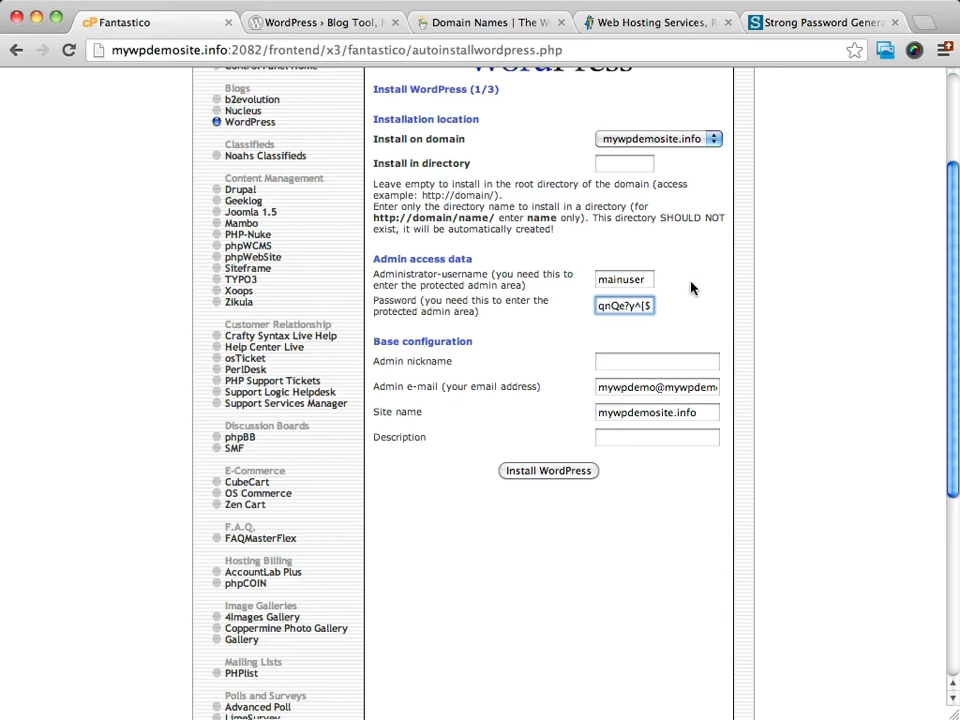 Fantastico
WordPress › Blog Tool, F
Domain Names | The W
Web Hosting Services, R
Strong Password Genera
mywpdemosite.info:2082/frontend/x3/fantastico/autoinstallwordpress.php
Control Panel Home
Blogs
b2evolution
Nucleus
WordPress
Classifieds
Noahs Classifieds
Content Management
Drupal
Geeklog
Joomla 1.5
Mambo
PHP-Nuke
phpWCMS
phpWebSite
Siteframe
TYPO3
Xoops
Zikula
Customer Relationship
Crafty Syntax Live Help
Help Center Live
osTicket
PerlDesk
PHP Support Tickets
Support Logic Helpdesk
Support Services Manager
Discussion Boards
phpBB
SMF
E-Commerce
CubeCart
OS Commerce
Zen Cart
F.A.Q.
FAQMasterFlex
Hosting Billing
AccountLab Plus
phpCOIN
Image Galleries
4Images Gallery
Coppermine Photo Gallery
Gallery
Mailing Lists
PHPlist
Polls and Surveys
Advanced Poll
LimeSurvey
WordPress
Install WordPress (1/3)
Installation location
Install on domain mywpdemosite.info
Install in directory
Leave empty to install in the root directory of the domain (access
example: http://domain/).
Enter only the directory name to install in a directory (for
http://domain/name/ enter name only). This directory SHOULD NOT
exist, it will be automatically created!
Admin access data
Administrator-username (you need this to
enter the protected admin area) mainuser
Password (you need this to enter the
protected admin area) qnQe?y^[$
Base configuration
Admin nickname
Admin e-mail (your email address) mywpdemo@mywpdem
Site name mywpdemosite.info
Description
Install WordPress